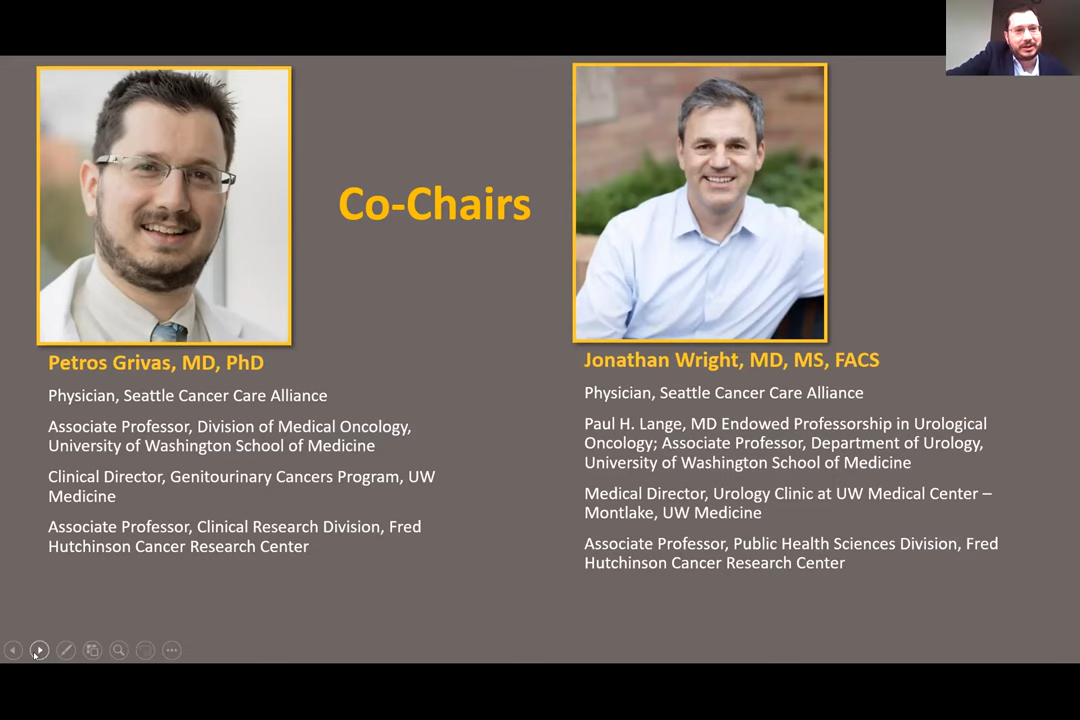 Co-Chairs
Petros Grivas, MD, PhD
Physician, Seattle Cancer Care Alliance
Associate Professor, Division of Medical Oncology,
University of Washington School of Medicine
Clinical Director, Genitourinary Cancers Program, UW
Medicine
Associate Professor, Clinical Research Division, Fred
Hutchinson Cancer Research Center
Jonathan Wright, MD, MS, FACS
Physician, Seattle Cancer Care Alliance
Paul H. Lange, MD Endowed Professorship in Urological
Oncology; Associate Professor, Department of Urology,
University of Washington School of Medicine
Medical Director, Urology Clinic at UW Medical Center –
Montlake, UW Medicine
Associate Professor, Public Health Sciences Division, Fred
Hutchinson Cancer Research Center